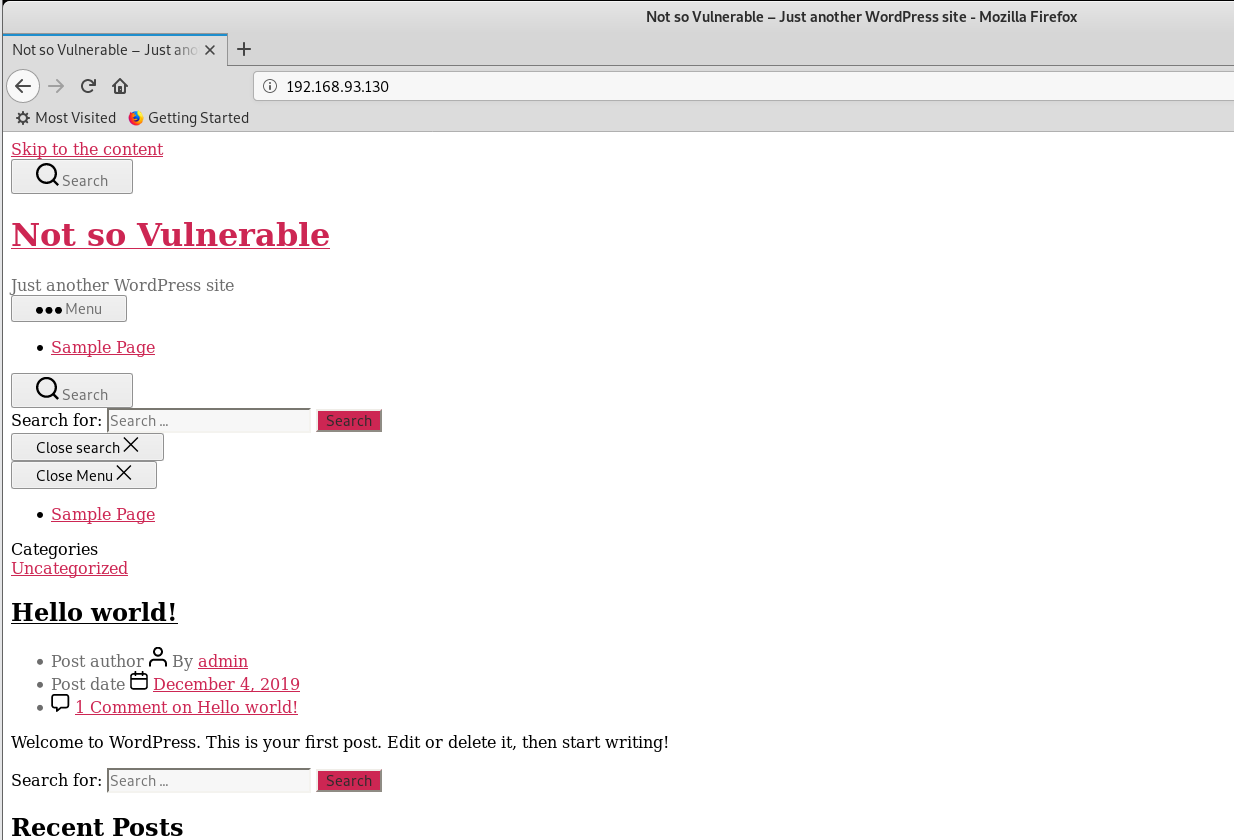 Not so Vulnerable – Just another WordPress site - Mozilla Firefox
Not so Vulnerable – Just ano
192.168.93.130
Most Visited Getting Started
Skip to the content
Search
Not so Vulnerable
Just another WordPress site
Menu
Sample Page
Search
Search for: Search … Search
Close search
Close Menu
Sample Page
Categories
Uncategorized
Hello world!
Post author By admin
Post date December 4, 2019
1 Comment on Hello world!
Welcome to WordPress. This is your first post. Edit or delete it, then start writing!
Search for: Search … Search
Recent Posts